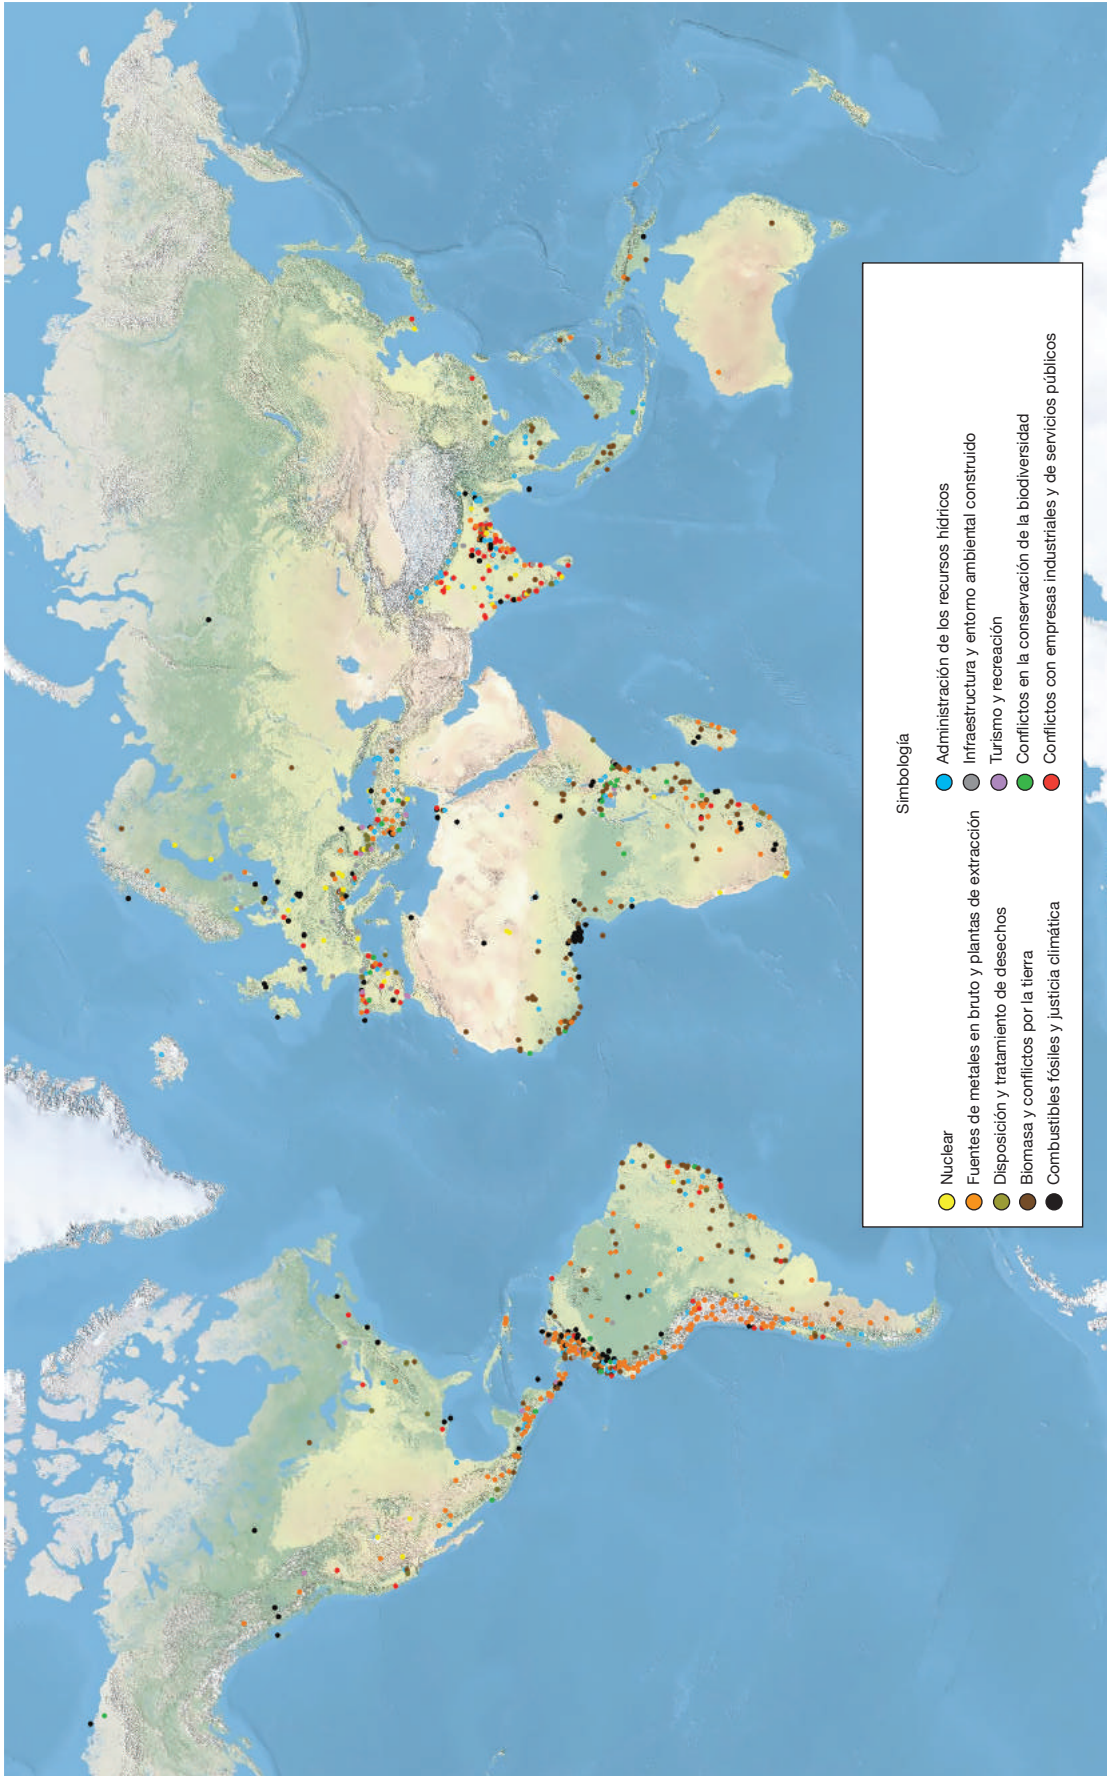 Simbología
Nuclear
Fuentes de metales en bruto y plantas de extracción
Disposición y tratamiento de desechos
Biomasa y conflictos por la tierra
Combustibles fósiles y justicia climática
Administración de los recursos hídricos
Infraestructura y entorno ambiental construido
Turismo y recreación
Conflictos en la conservación de la biodiversidad
Conflictos con empresas industriales y de servicios públicos